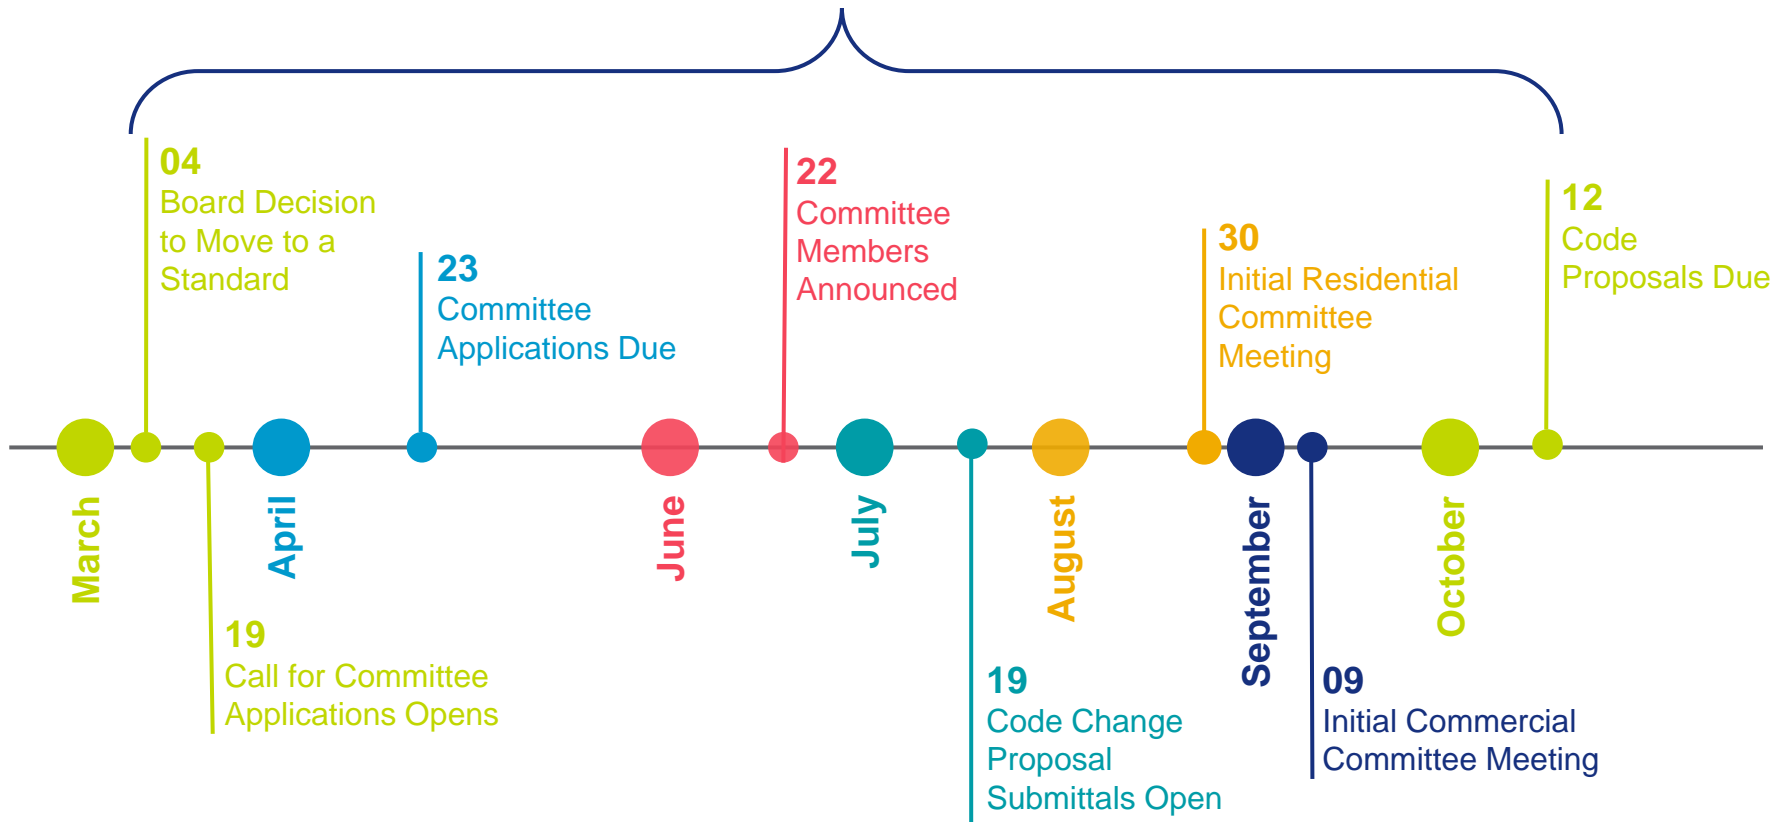 04
Board Decision
to Move to a
Standard
23
Committee
Applications Due
22
Committee
Members
Announced
30
Initial Residential
Committee
Meeting
12
Code
Proposals Due
March
April
June
July
August
September
October
19
Call for Committee
Applications Opens
19
Code Change
Proposal
Submittals Open
09
Initial Commercial
Committee Meeting